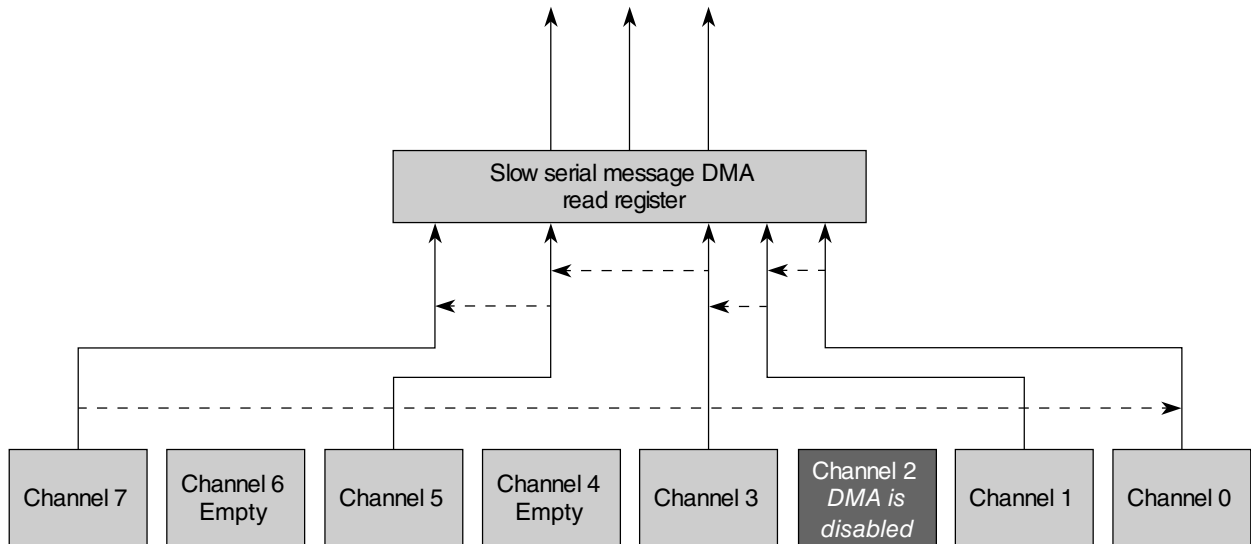 Slow serial message DMA
read register
Channel 7
Channel 6
Empty
Channel 5
Channel 4
Empty
Channel 3
Channel 2
DMA is
disabled
Channel 1
Channel 0